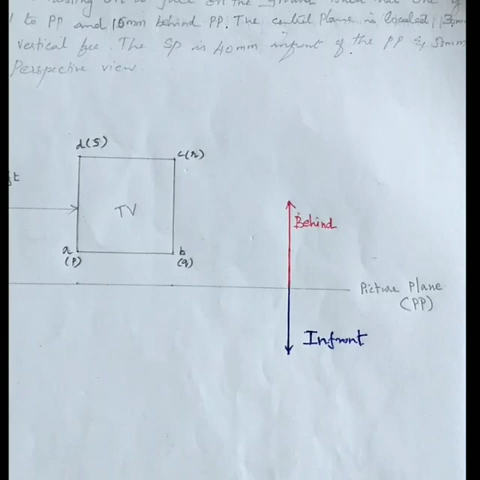 to PP and 15mm behind PP. The central Plane is located
vertical face. The SP is 40mm infront of the PP & 50mm
Perspective view.
d(s)
c(r)
TV
a
(p)
b
(q)
Behind
Picture Plane
(PP)
Infront